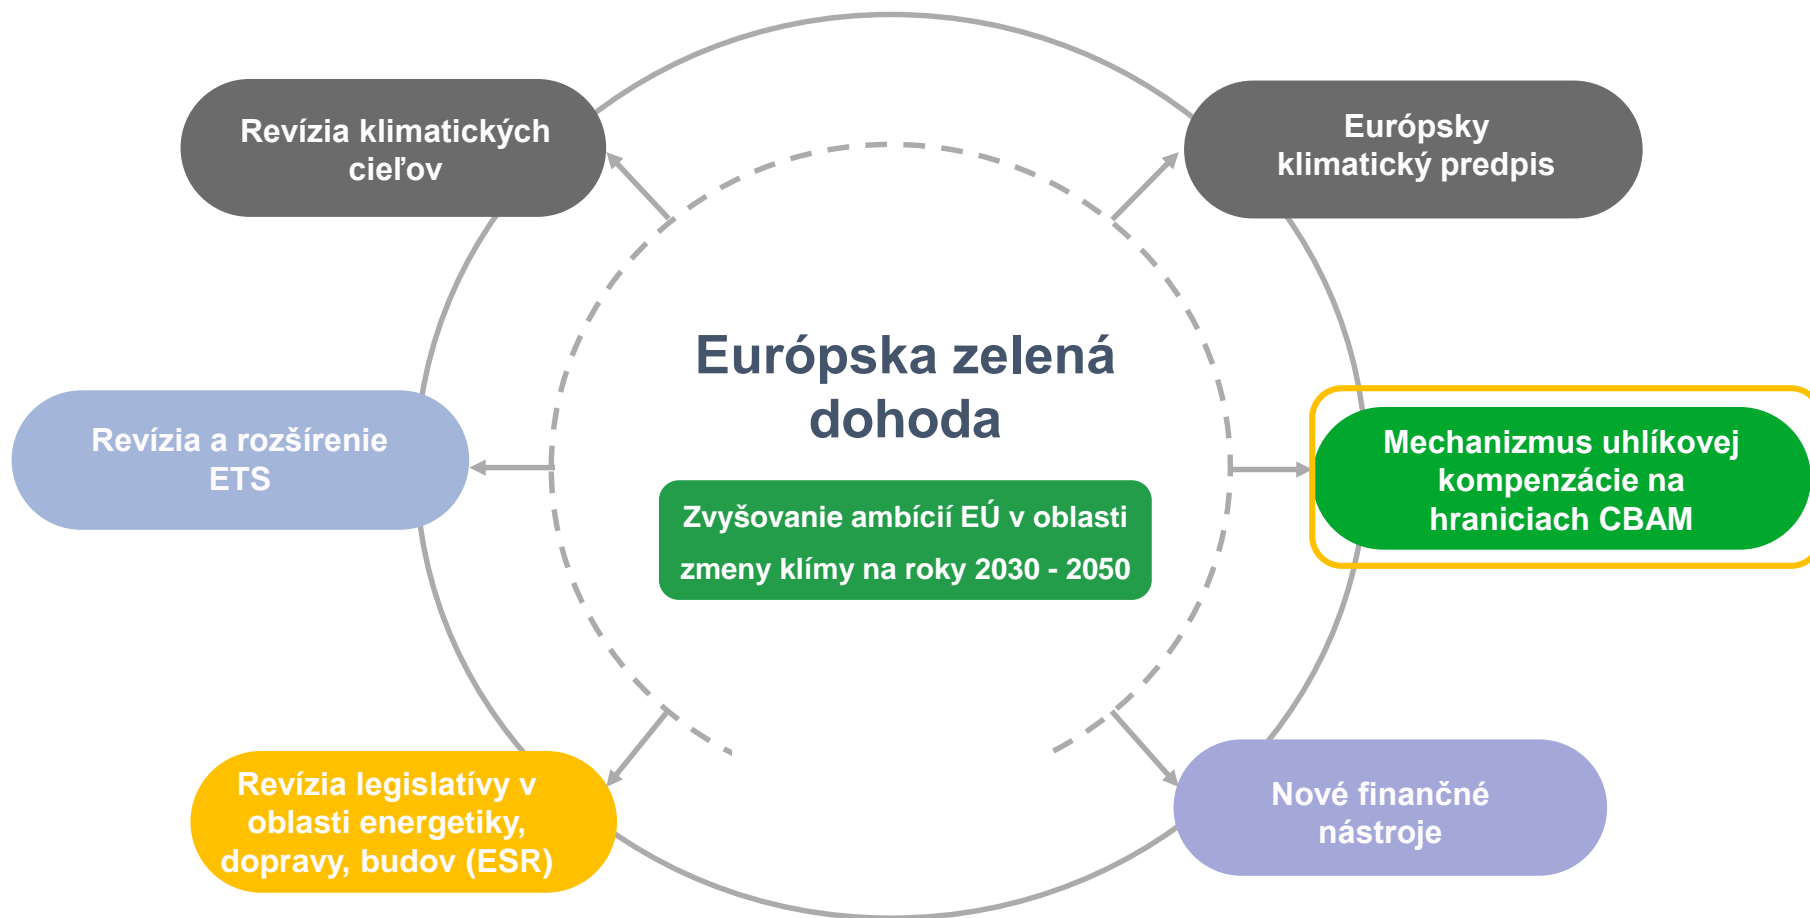 Revízia klimatických
cieľov
Európsky
klimatický predpis
Európska zelená
dohoda
Revízia a rozšírenie
ETS
Mechanizmus uhlíkovej
kompenzácie na
hraniciach CBAM
Zvyšovanie ambícií EÚ v oblasti
zmeny klímy na roky 2030 - 2050
Revízia legislatívy v
oblasti energetiky,
dopravy, budov (ESR)
Nové finančné
nástroje